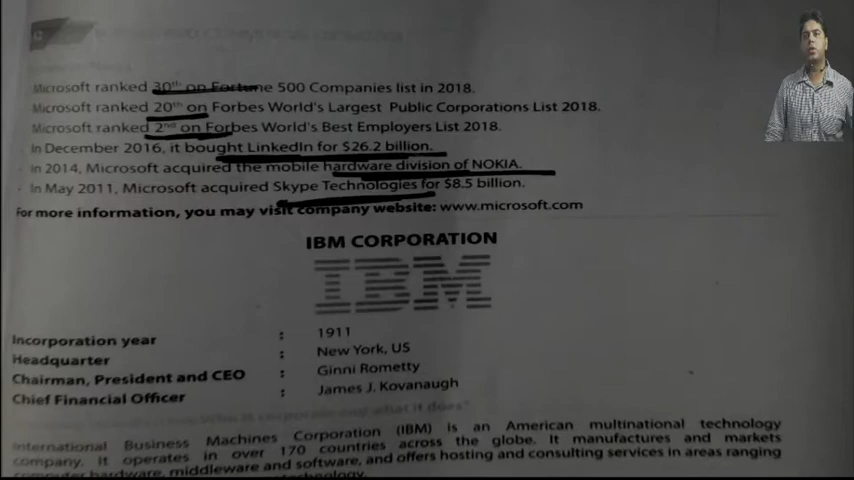 Microsoft ranked 30th on Fortune 500 Companies list in 2018.
Microsoft ranked 20th on Forbes World's Largest Public Corporations List 2018.
Microsoft ranked 2nd on Forbes World's Best Employers List 2018.
In December 2016, it bought LinkedIn for $26.2 billion.
In 2014, Microsoft acquired the mobile hardware division of NOKIA.
In May 2011, Microsoft acquired Skype Technologies for $8.5 billion.
For more information, you may visit company website: www.microsoft.com
IBM CORPORATION
IBM
Incorporation year : 1911
Headquarter : New York, US
Chairman, President and CEO : Ginni Rometty
Chief Financial Officer : James J. Kovanaugh
International Business Machines Corporation (IBM) is an American multinational technology
company. It operates in over 170 countries across the globe. It manufactures and markets
computer hardware, middleware and software, and offers hosting and consulting services in areas ranging